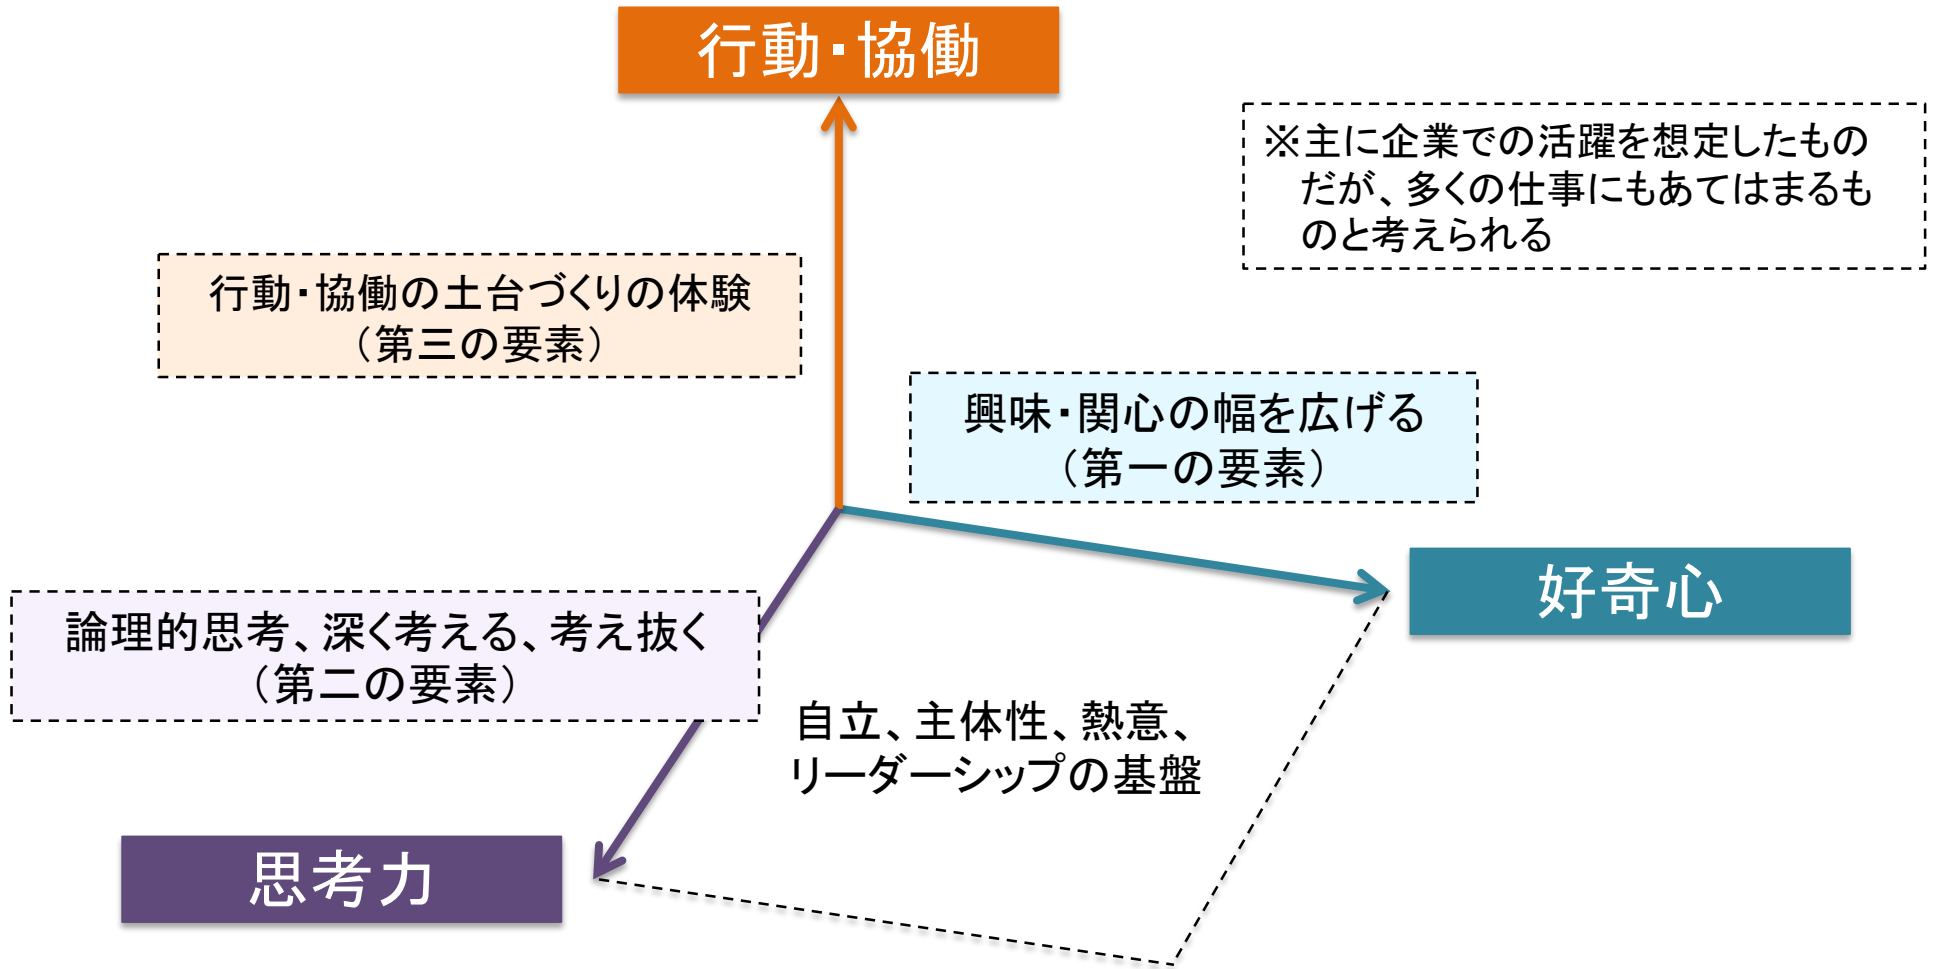 行動・協働
※主に企業での活躍を想定したもの
だが、多くの仕事にもあてはまるも
のと考えられる
行動・協働の土台づくりの体験
（第三の要素）
興味・関心の幅を広げる
（第一の要素）
好奇心
論理的思考、深く考える、考え抜く
（第二の要素）
自立、主体性、熱意、
リーダーシップの基盤
思考力